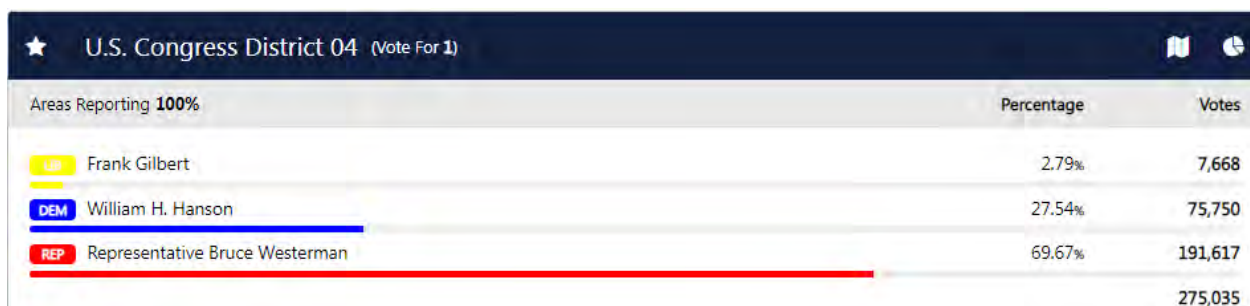 U.S. Congress District 04 (Vote For 1)
Areas Reporting 100% Percentage Votes
Frank Gilbert 2.79% 7,668
DEM William H. Hanson 27.54% 75,750
REP Representative Bruce Westerman 69.67% 191,617
275,035